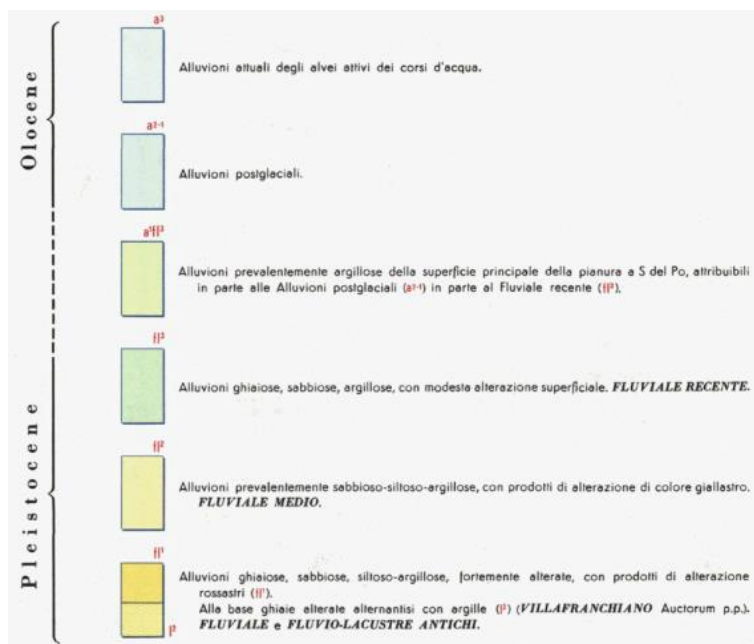 Olocene
a³
Alluvioni attuali degli alvei attivi dei corsi d'acqua.
a²⁻¹
Alluvioni postglaciali.
a¹fl³
Alluvioni prevalentemente argillose della superficie principale della pianura a S del Po, attribuibili
in parte alle Alluvioni postglaciali (a²⁻¹) in parte al Fluviale recente (fl³).
Pleistocene
fl³
Alluvioni ghiaiose, sabbiose, argillose, con modesta alterazione superficiale. FLUVIALE RECENTE.
fl²
Alluvioni prevalentemente sabbioso-siltoso-argillose, con prodotti di alterazione di colore giallastro.
FLUVIALE MEDIO.
fl¹
Alluvioni ghiaiose, sabbiose, siltoso-argillose, fortemente alterate, con prodotti di alterazione
rossastri (fl¹).
Alla base ghiaie alterate alternantisi con argille (l²) (VILLAFRANCHIANO Auctorum p.p.).
l²
FLUVIALE e FLUVIO-LACUSTRE ANTICHI.